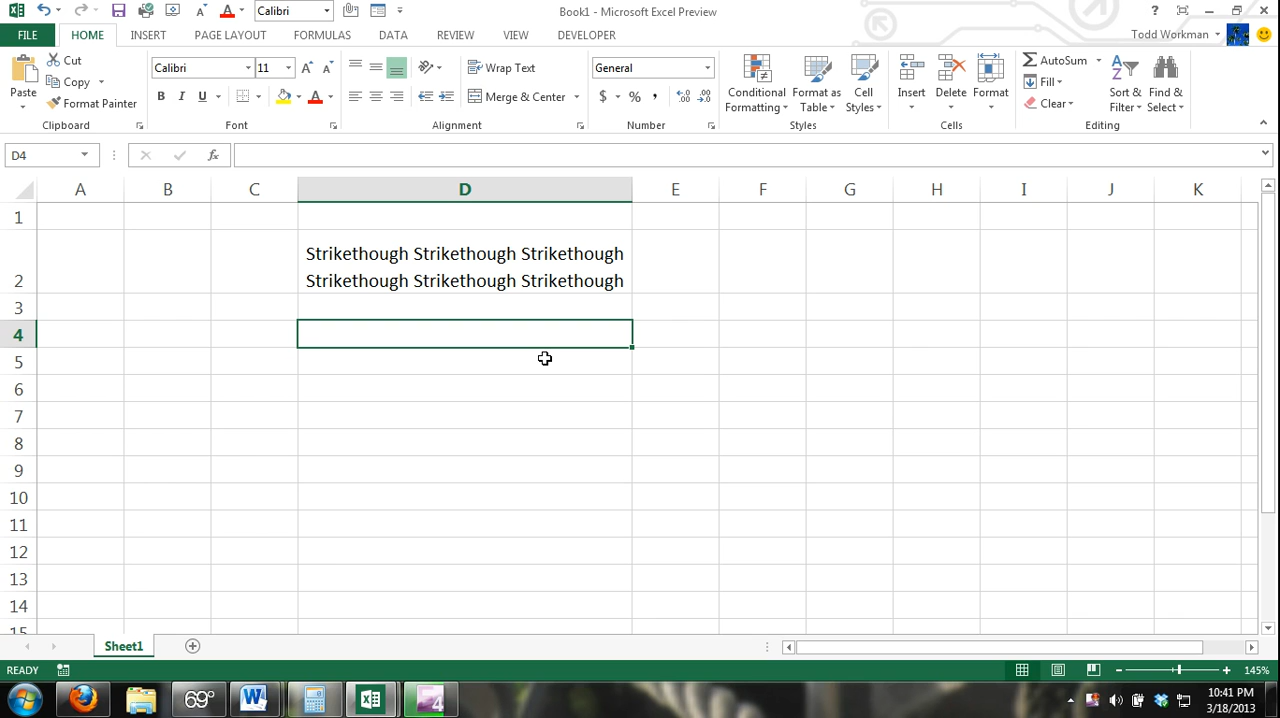 Calibri
Book1 - Microsoft Excel Preview
?
FILE HOME INSERT PAGE LAYOUT FORMULAS DATA REVIEW VIEW DEVELOPER
Todd Workman
Paste
Cut
Copy
Format Painter
Clipboard
Calibri 11
B I U
Font
Wrap Text
Merge & Center
Alignment
General
$ % ,
Number
Conditional Formatting
Format as Table
Cell Styles
Styles
Insert
Delete
Format
Cells
AutoSum
Fill
Clear
Sort & Filter
Find & Select
Editing
D4
fx
A B C D E F G H I J K
1
Strikethough Strikethough Strikethough
2 Strikethough Strikethough Strikethough
3
4
5
6
7
8
9
10
11
12
13
14
15
Sheet1
READY
145%
69°
10:41 PM
3/18/2013